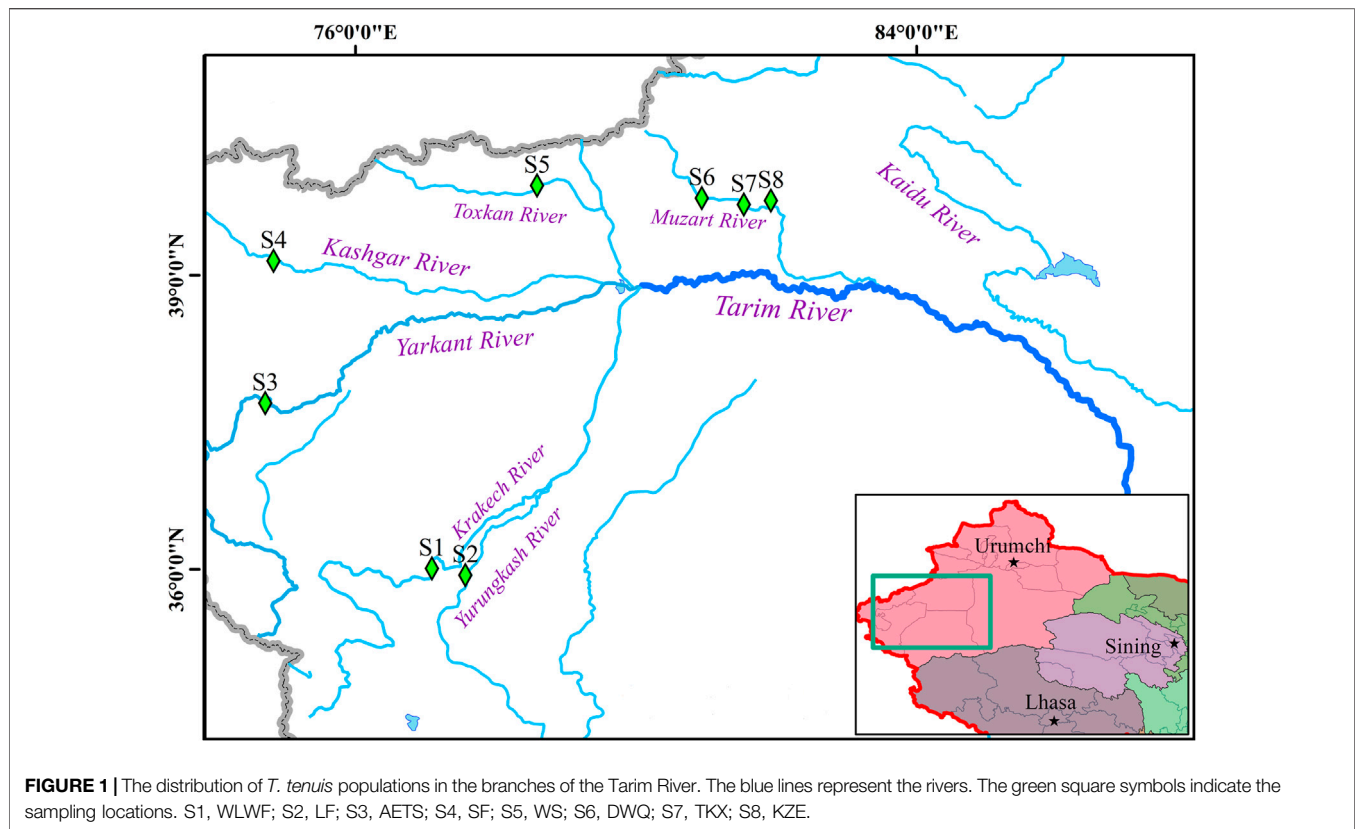 76°0'0"E 84°0'0"E
39°0'0"N
36°0'0"N
S5
S6
S7 S8
Toxkan River
Muzart River
Kaidu River
S4
Kashgar River
Tarim River
Yarkant River
S3
Krakech River
S1
S2
Yurungkash River
Urumchi
Sining
Lhasa
FIGURE 1 | The distribution of T. tenuis populations in the branches of the Tarim River. The blue lines represent the rivers. The green square symbols indicate the
sampling locations. S1, WLWF; S2, LF; S3, AETS; S4, SF; S5, WS; S6, DWQ; S7, TKX; S8, KZE.